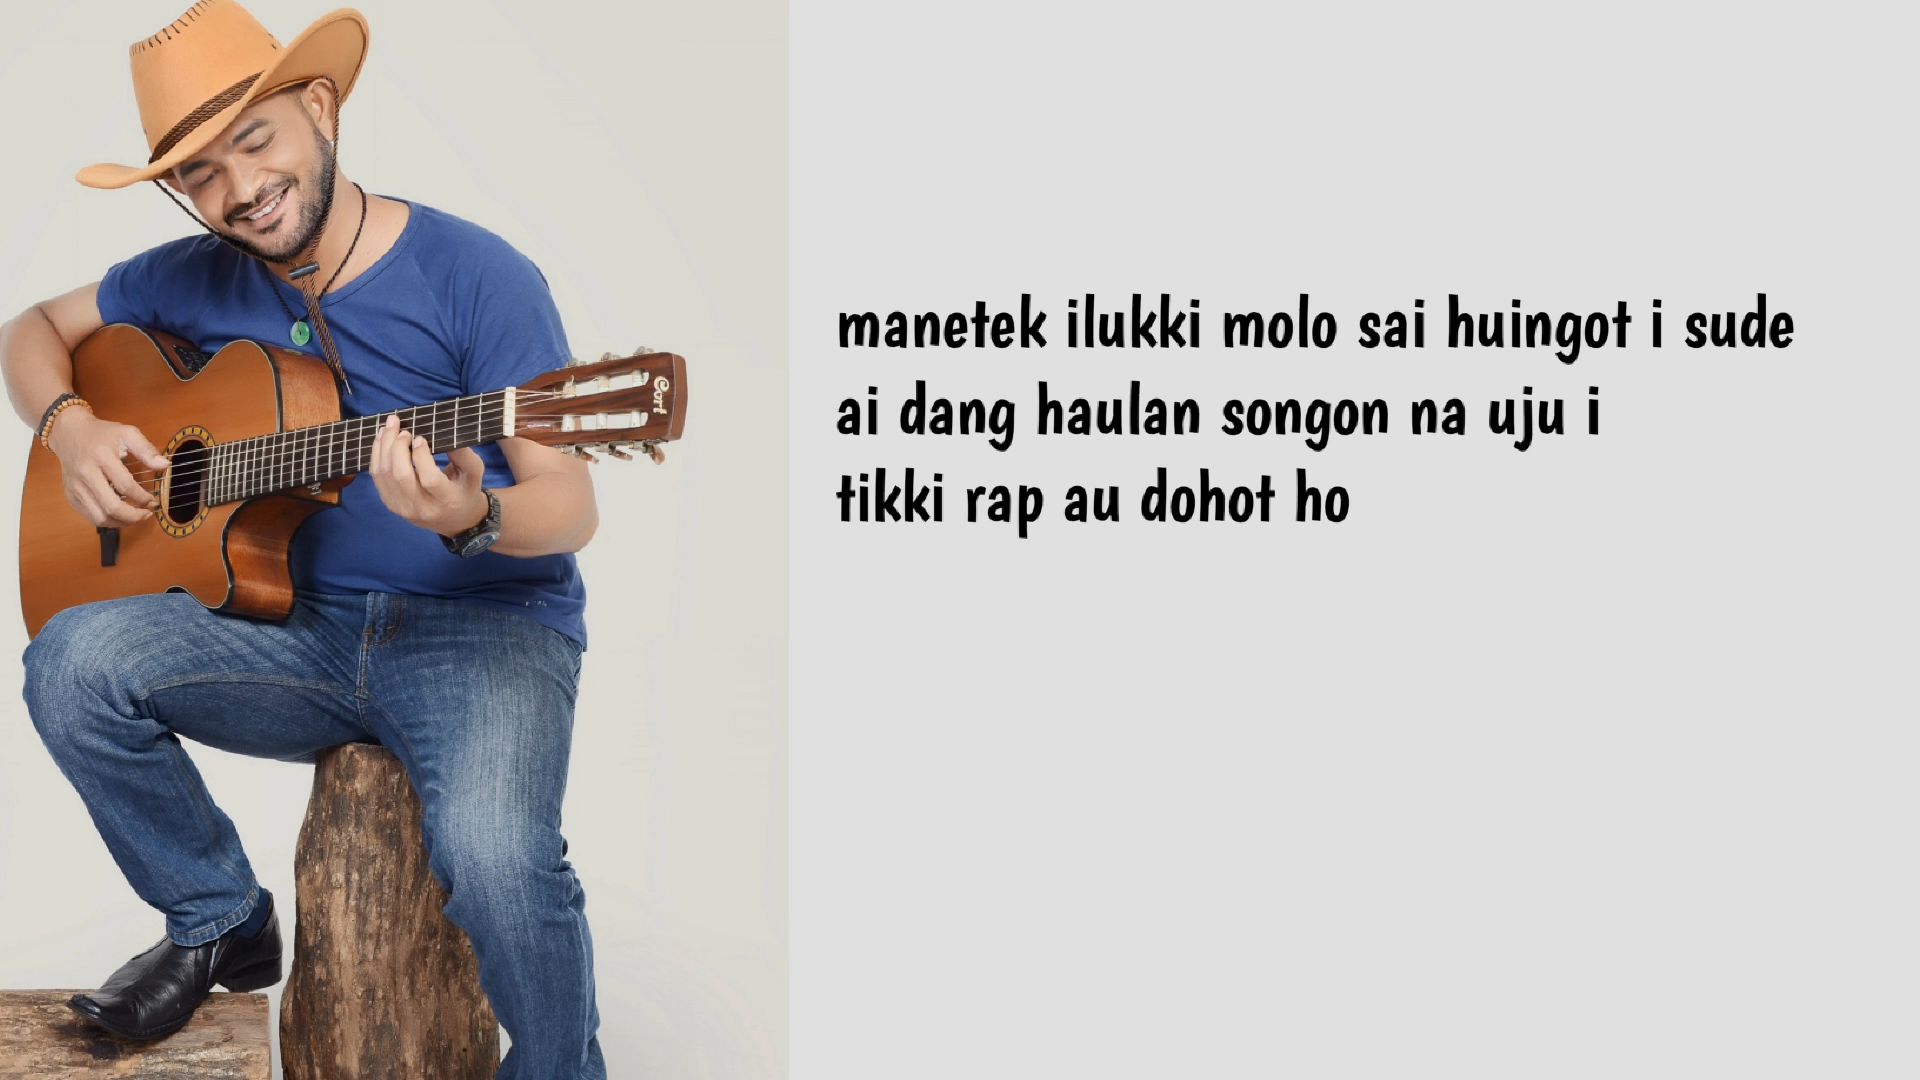 manetek ilukki molo sai huingot i sude
ai dang haulan songon na uju i
tikki rap au dohot ho
Cort